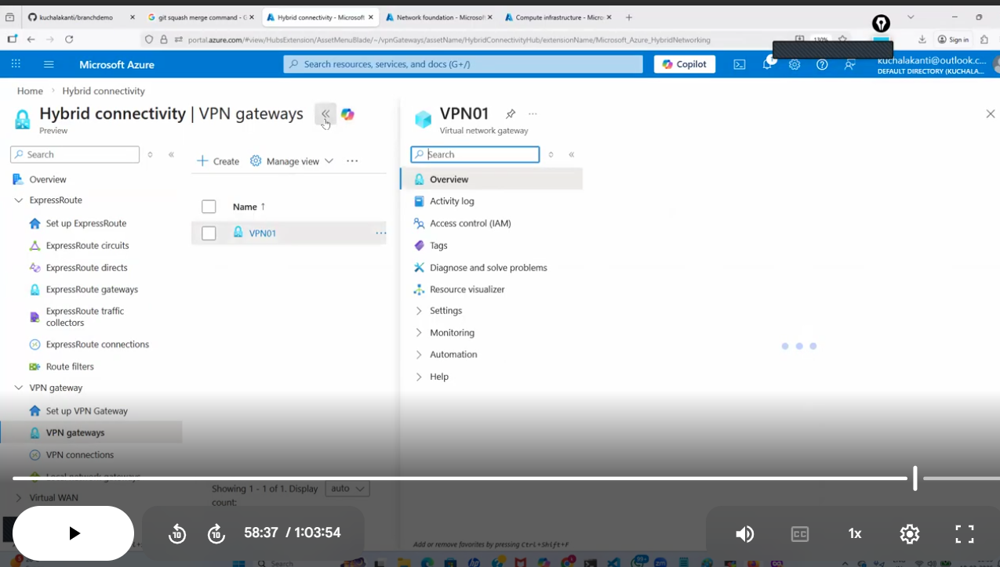 kuchalakanti/branchdemo
git squash merge command - G
Hybrid connectivity - Microsoft
Network foundation - Microsoft
Compute infrastructure - Micro
portal.azure.com/#view/HubsExtension/AssetMenuBlade/~/vpnGateways/assetName/HybridConnectivityHub/extensionName/Microsoft_Azure_HybridNetworking
130%
Sign in
Microsoft Azure
Search resources, services, and docs (G+/)
Copilot
kuchalakanti@outlook.c...
DEFAULT DIRECTORY (KUCHALA...
Home > Hybrid connectivity
Hybrid connectivity | VPN gateways
Preview
VPN01
Virtual network gateway
Search
Overview
ExpressRoute
Set up ExpressRoute
ExpressRoute circuits
ExpressRoute directs
ExpressRoute gateways
ExpressRoute traffic
collectors
ExpressRoute connections
Route filters
VPN gateway
Set up VPN Gateway
VPN gateways
VPN connections
Local network gateways
Virtual WAN
Create
Manage view
Name ↑
VPN01
Showing 1 - 1 of 1. Display
count:
auto
Search
Overview
Activity log
Access control (IAM)
Tags
Diagnose and solve problems
Resource visualizer
Settings
Monitoring
Automation
Help
10
10
58:37 / 1:03:54
CC
1x
Add or remove favorites by pressing Ctrl+Shift+F
Search
99+